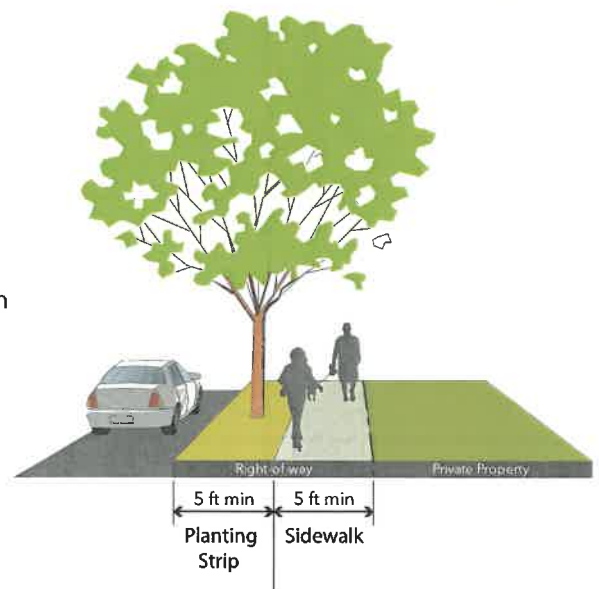 n
Right of way Private Property
5 ft min 5 ft min
Planting Sidewalk
Strip